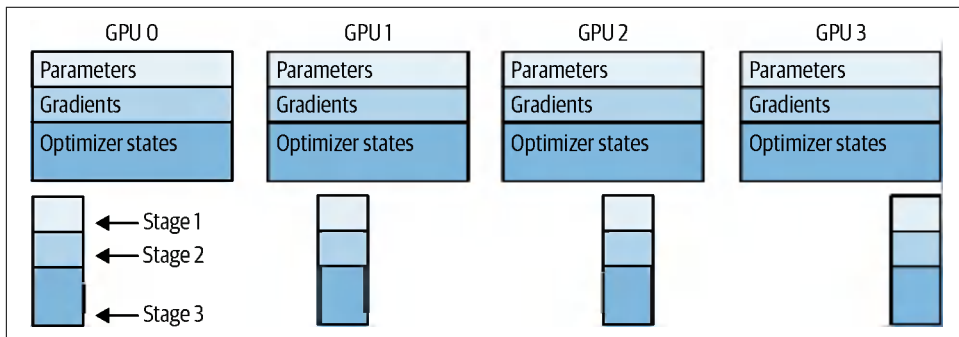 GPU 0 GPU 1 GPU 2 GPU 3
Parameters Parameters Parameters Parameters
Gradients Gradients Gradients Gradients
Optimizer states Optimizer states Optimizer states Optimizer states
Stage 1
Stage 2
Stage 3